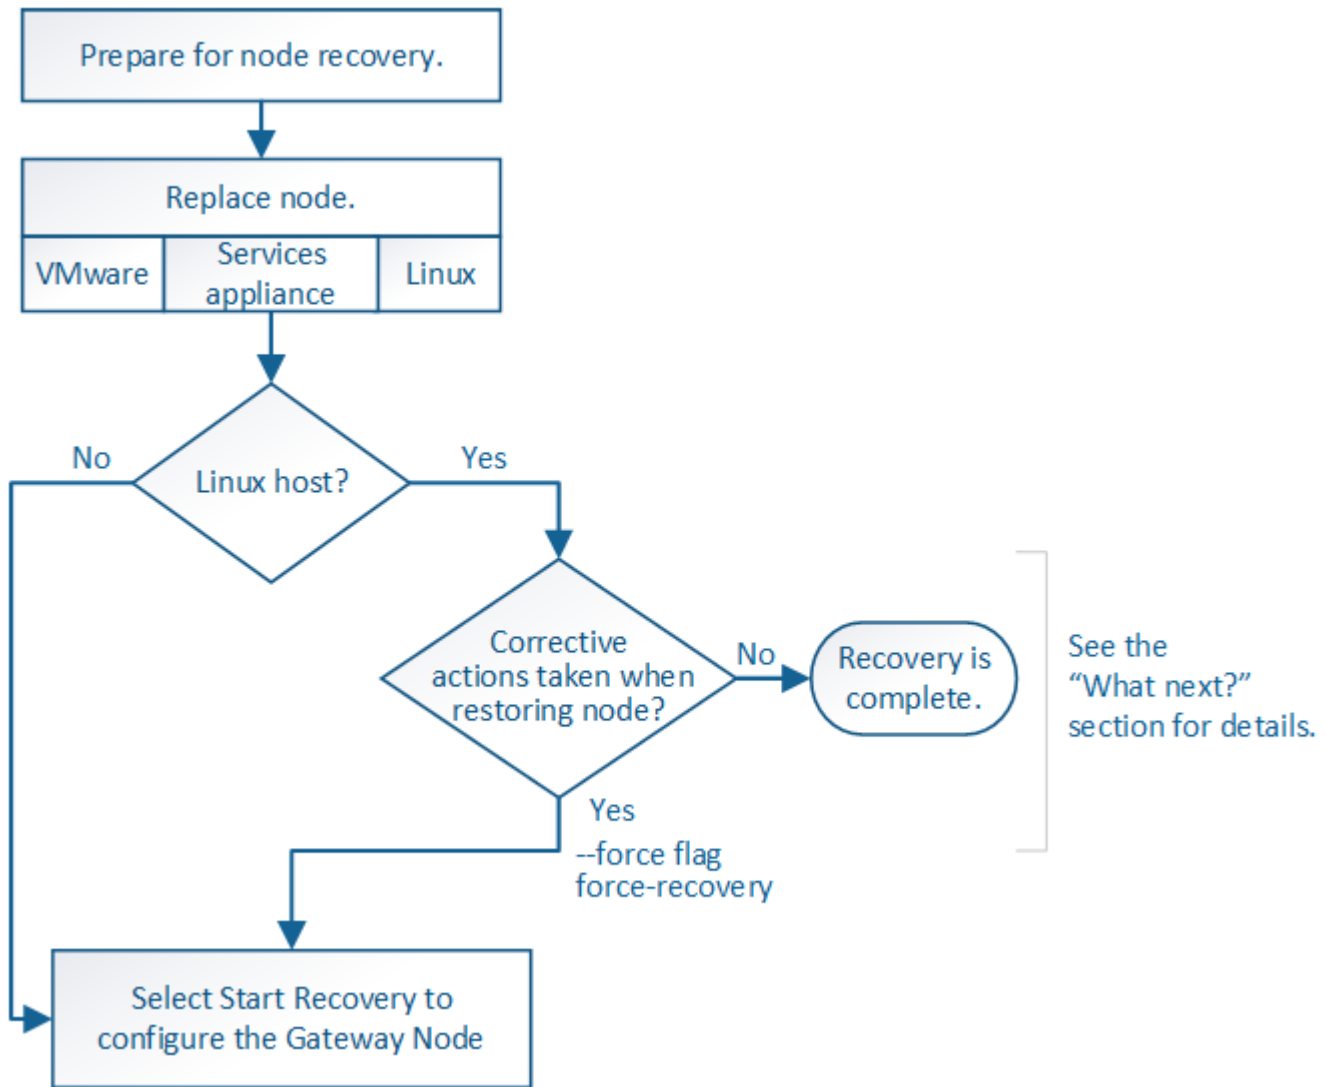 Prepare for node recovery.
Replace node.
VMware
Services
appliance
Linux
No
Linux host?
Yes
Corrective
actions taken when
restoring node?
No
Recovery is
complete.
See the
“What next?”
section for details.
Yes
--force flag
force-recovery
Select Start Recovery to
configure the Gateway Node